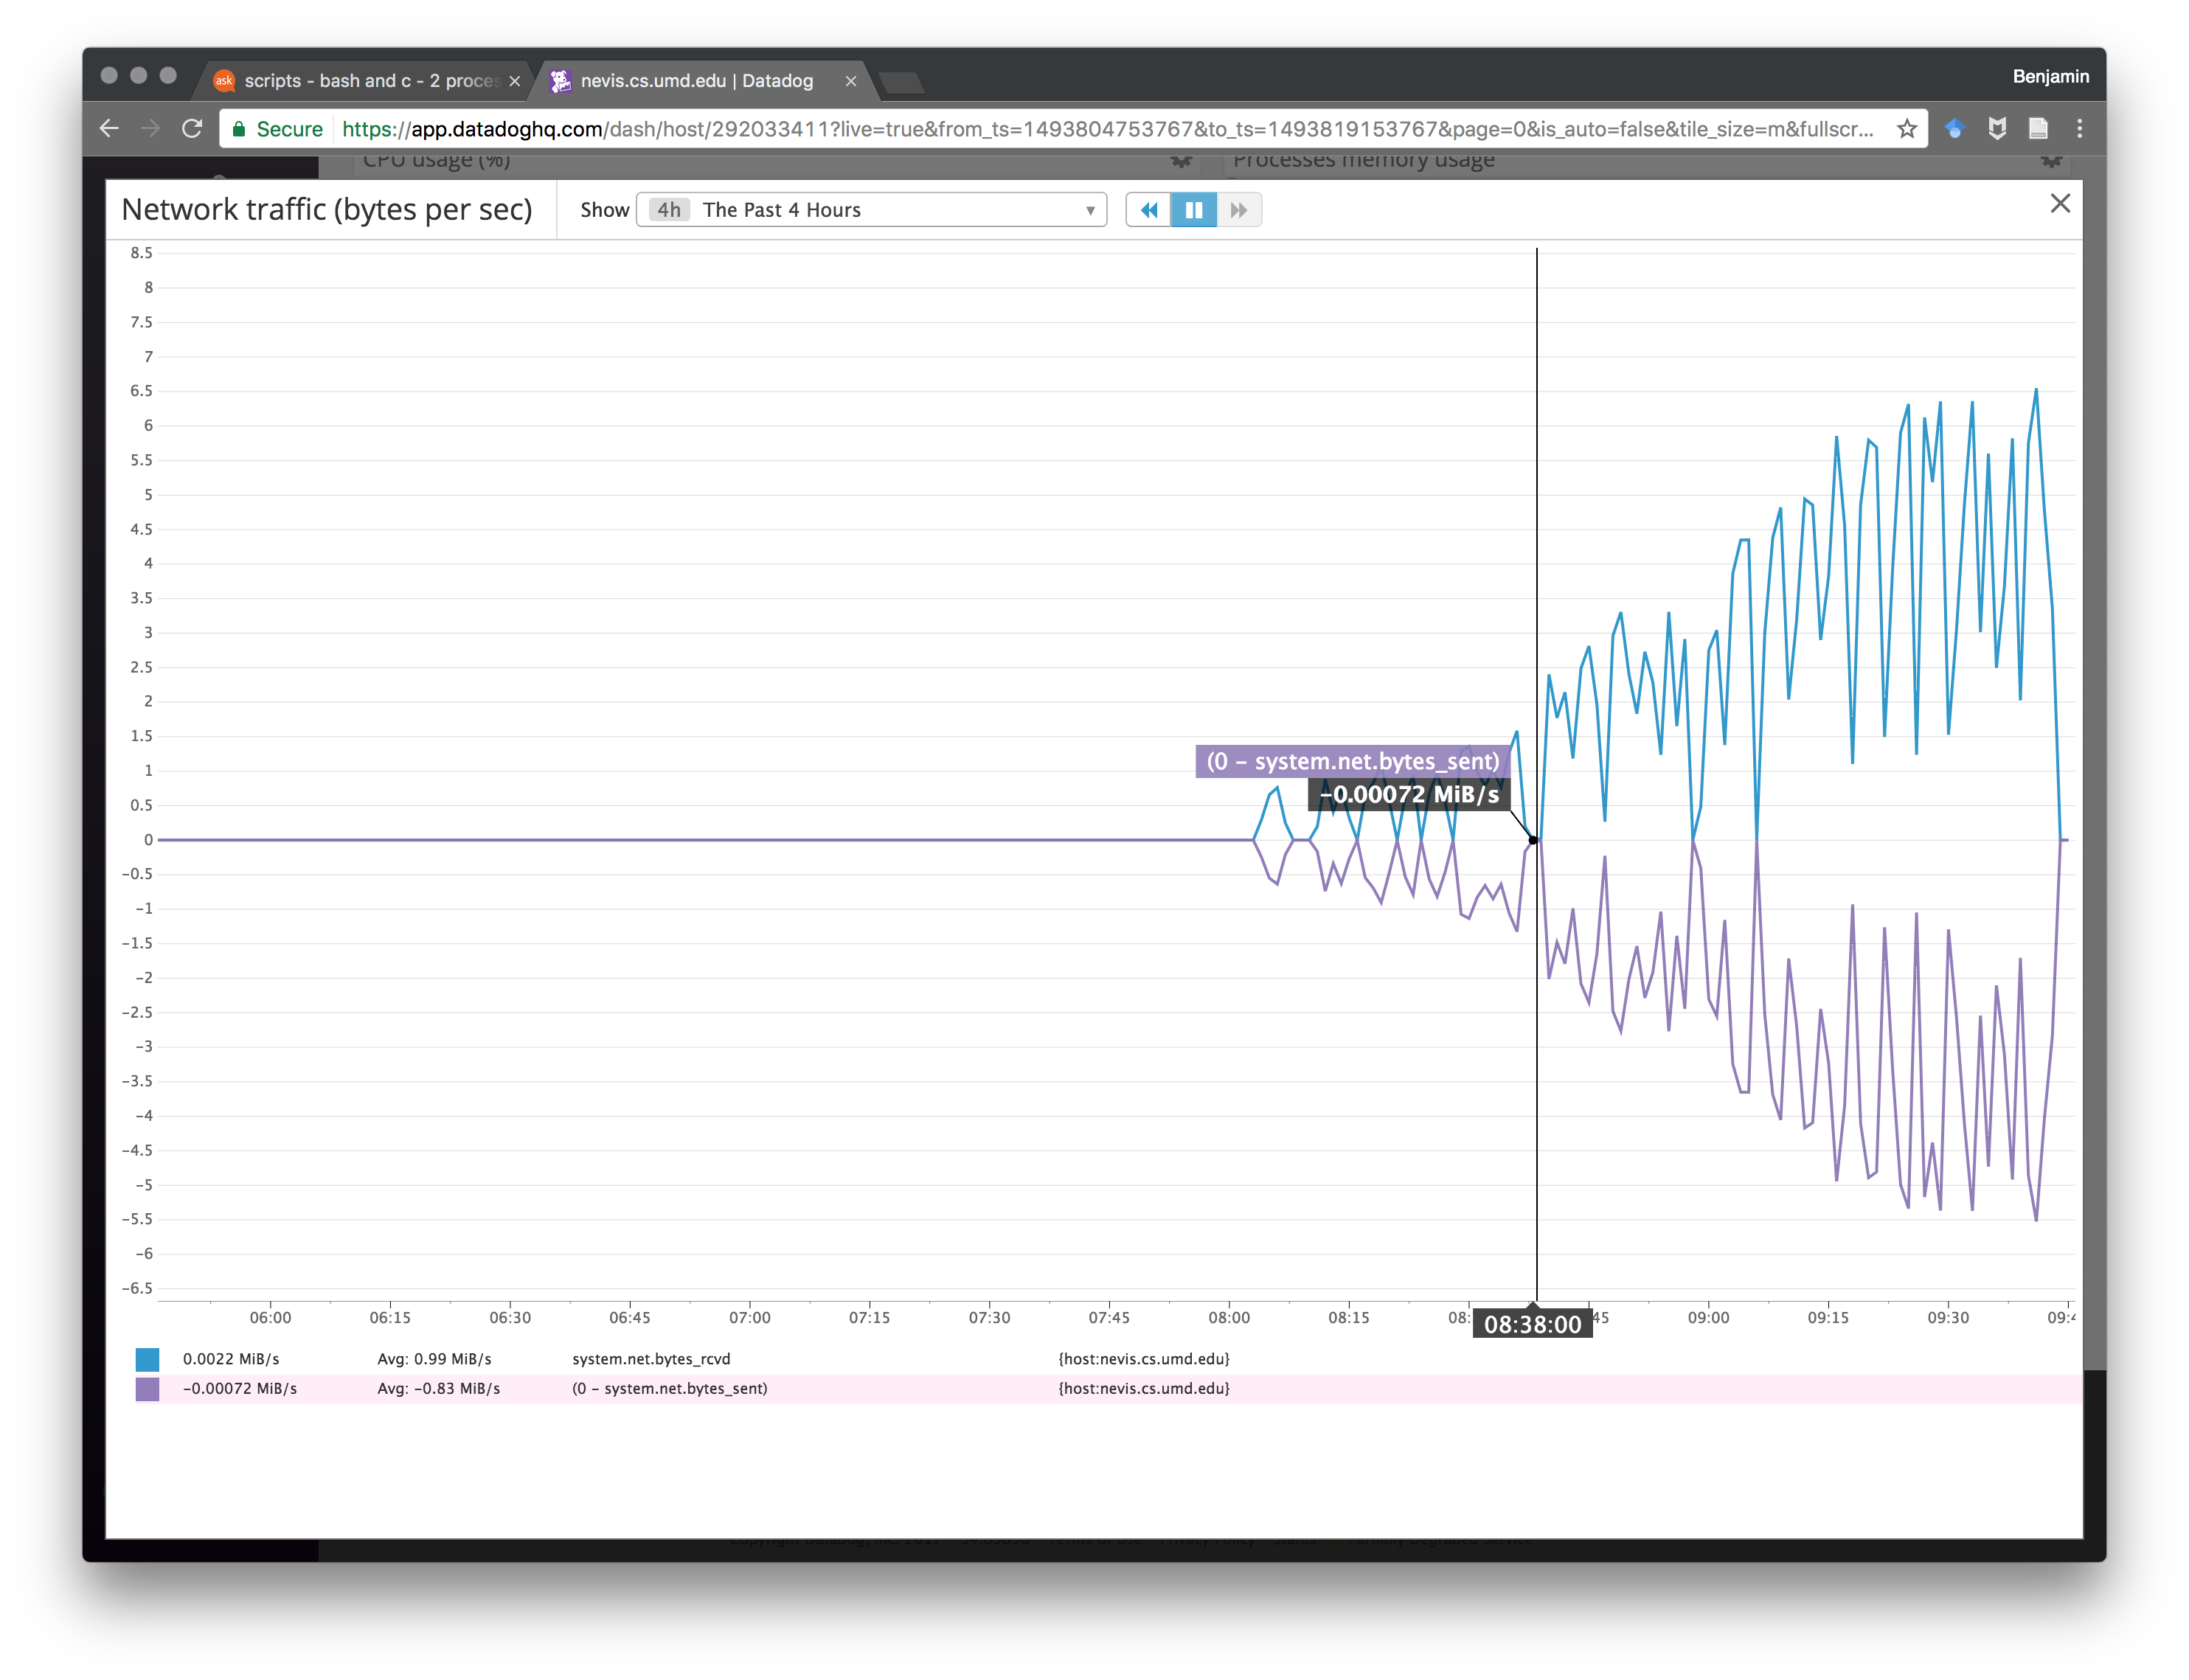 Benjamin
ask scripts - bash and c - 2 proces
nevis.cs.umd.edu | Datadog
Secure https://app.datadoghq.com/dash/host/292033411?live=true&from_ts=1493804753767&to_ts=1493819153767&page=0&is_auto=false&tile_size=m&fullscr...
CPU usage (%) Processes memory usage
Network traffic (bytes per sec) Show 4h The Past 4 Hours
8.5
8
7.5
7
6.5
6
5.5
5
4.5
4
3.5
3
2.5
2
1.5
1
0.5
0
-0.5
-1
-1.5
-2
-2.5
-3
-3.5
-4
-4.5
-5
-5.5
-6
-6.5
(0 - system.net.bytes_sent)
-0.00072 MiB/s
06:00 06:15 06:30 06:45 07:00 07:15 07:30 07:45 08:00 08:15 08: 08:38:00 45 09:00 09:15 09:30 09:4
0.0022 MiB/s Avg: 0.99 MiB/s system.net.bytes_rcvd {host:nevis.cs.umd.edu}
-0.00072 MiB/s Avg: -0.83 MiB/s (0 - system.net.bytes_sent) {host:nevis.cs.umd.edu}